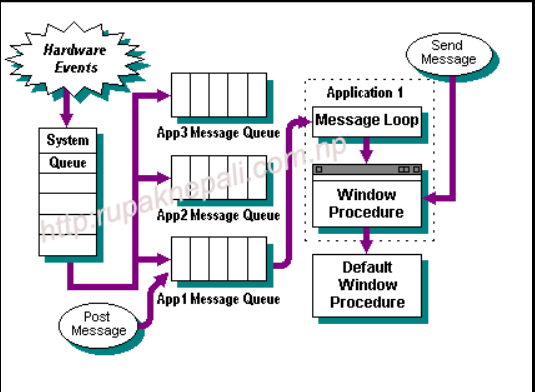 Hardware
Events
Send
Message
System
Queue
App3 Message Queue
App2 Message Queue
App1 Message Queue
Application 1
Message Loop
Window
Procedure
Default
Window
Procedure
Post
Message
http:rupaknepali.com.np